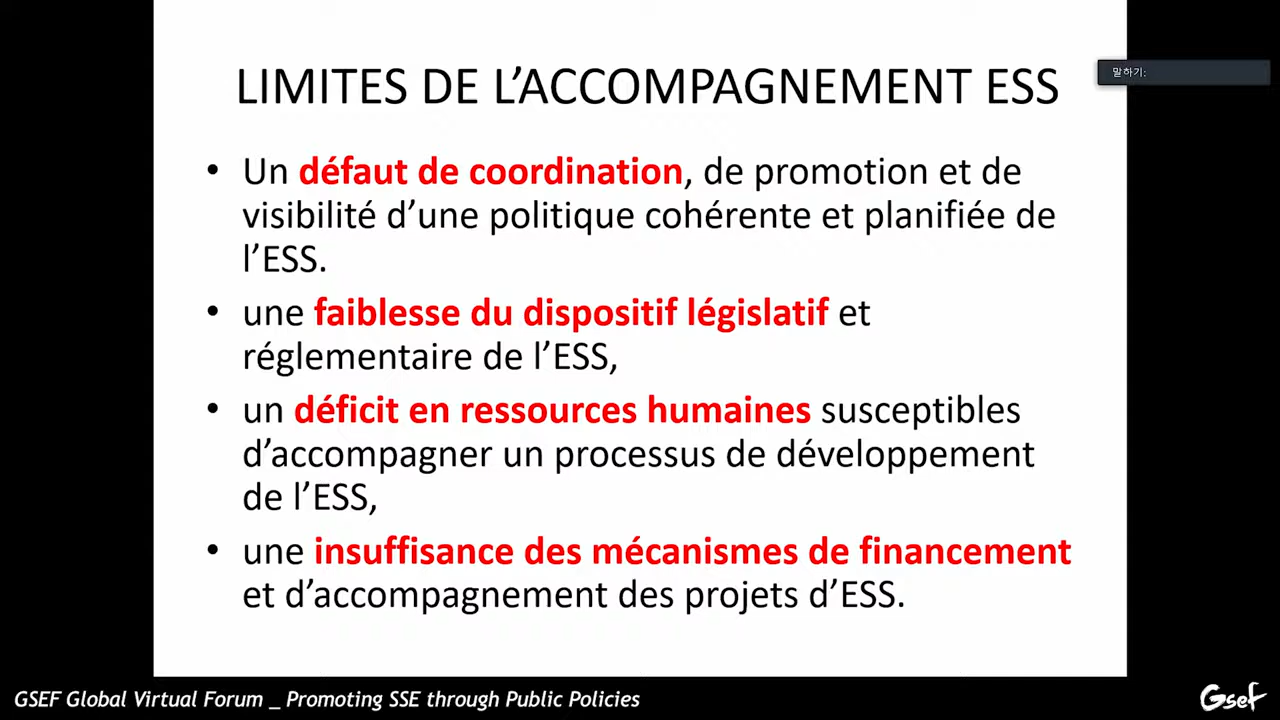 LIMITES DE L’ACCOMPAGNEMENT ESS
말하기:
• Un défaut de coordination, de promotion et de
visibilité d’une politique cohérente et planifiée de
l’ESS.
• une faiblesse du dispositif législatif et
réglementaire de l’ESS,
• un déficit en ressources humaines susceptibles
d’accompagner un processus de développement
de l’ESS,
• une insuffisance des mécanismes de financement
et d’accompagnement des projets d’ESS.
GSEF Global Virtual Forum _ Promoting SSE through Public Policies
Gsef